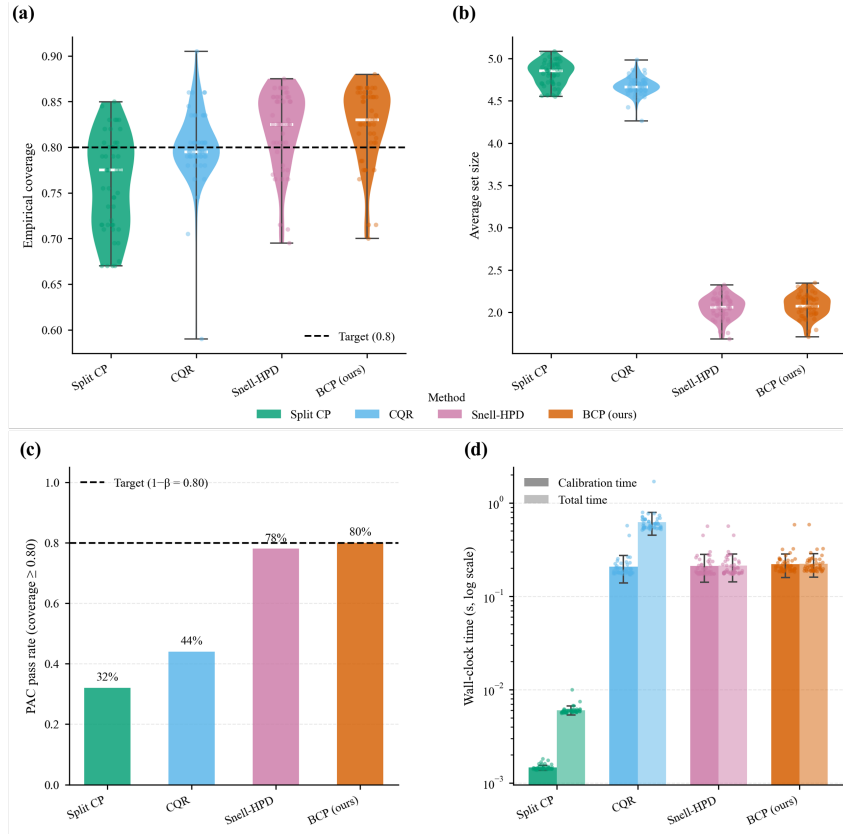 (a)
0.90
0.85
0.80
0.75
0.70
0.65
0.60
Empirical coverage
Target (0.8)
Split CP
CQR
Snell-HPD
BCP (ours)
(b)
5.0
4.5
4.0
3.5
3.0
2.5
2.0
Average set size
Split CP
CQR
Snell-HPD
BCP (ours)
Method
Split CP CQR Snell-HPD BCP (ours)
(c)
Target (1−β = 0.80)
1.0
0.8
0.6
0.4
0.2
0.0
PAC pass rate (coverage ≥ 0.80)
32%
44%
78%
80%
Split CP
CQR
Snell-HPD
BCP (ours)
(d)
Calibration time
Total time
10⁰
10⁻¹
10⁻²
10⁻³
Wall-clock time (s, log scale)
Split CP
CQR
Snell-HPD
BCP (ours)